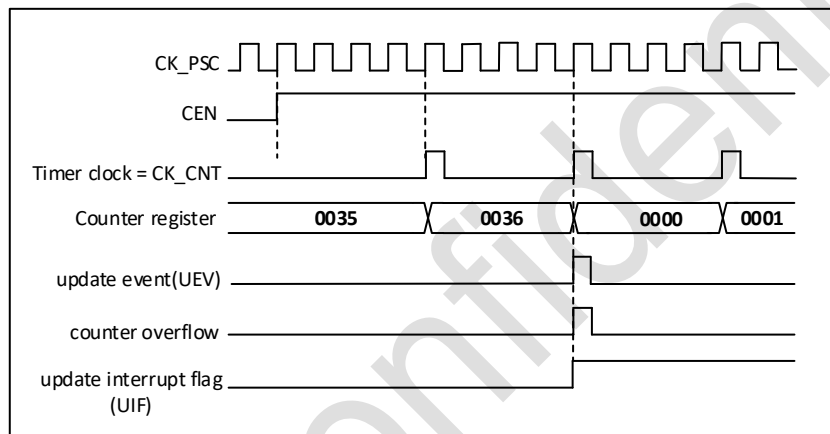 CK_PSC
CEN
Timer clock = CK_CNT
Counter register 0035 0036 0000 0001
update event(UEV)
counter overflow
update interrupt flag
(UIF)